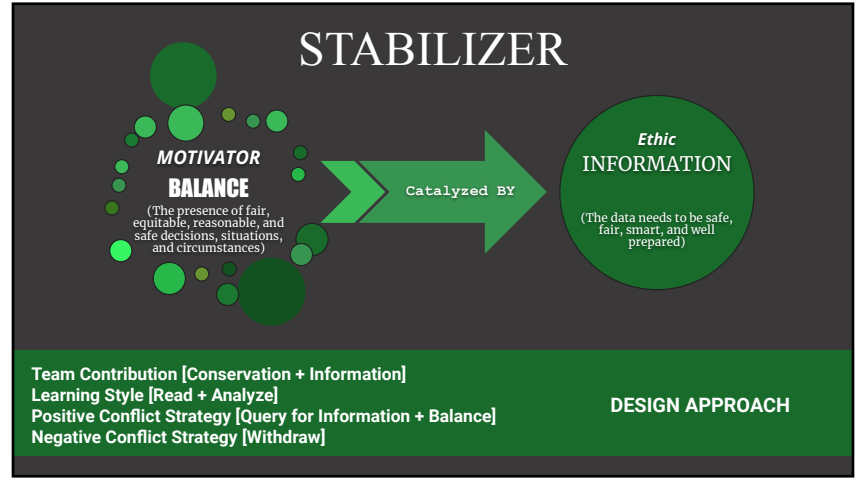 STABILIZER
MOTIVATOR
BALANCE
(The presence of fair,
equitable, reasonable, and
safe decisions, situations,
and circumstances)
Catalyzed BY
Ethic
INFORMATION
(The data needs to be safe,
fair, smart, and well
prepared)
Team Contribution [Conservation + Information]
Learning Style [Read + Analyze]
Positive Conflict Strategy [Query for Information + Balance]
Negative Conflict Strategy [Withdraw]
DESIGN APPROACH